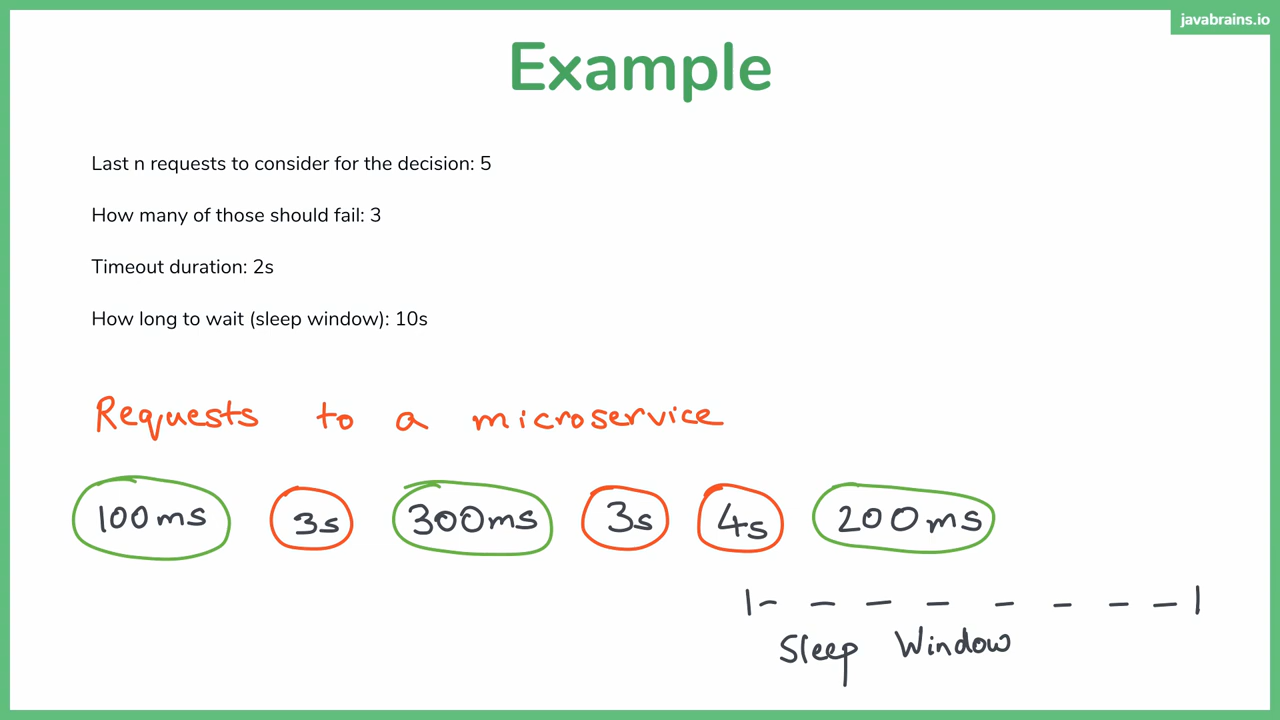 javabrains.io
Example
Last n requests to consider for the decision: 5
How many of those should fail: 3
Timeout duration: 2s
How long to wait (sleep window): 10s
Requests to a microservice
100ms 3s 300ms 3s 4s 200ms
Sleep Window